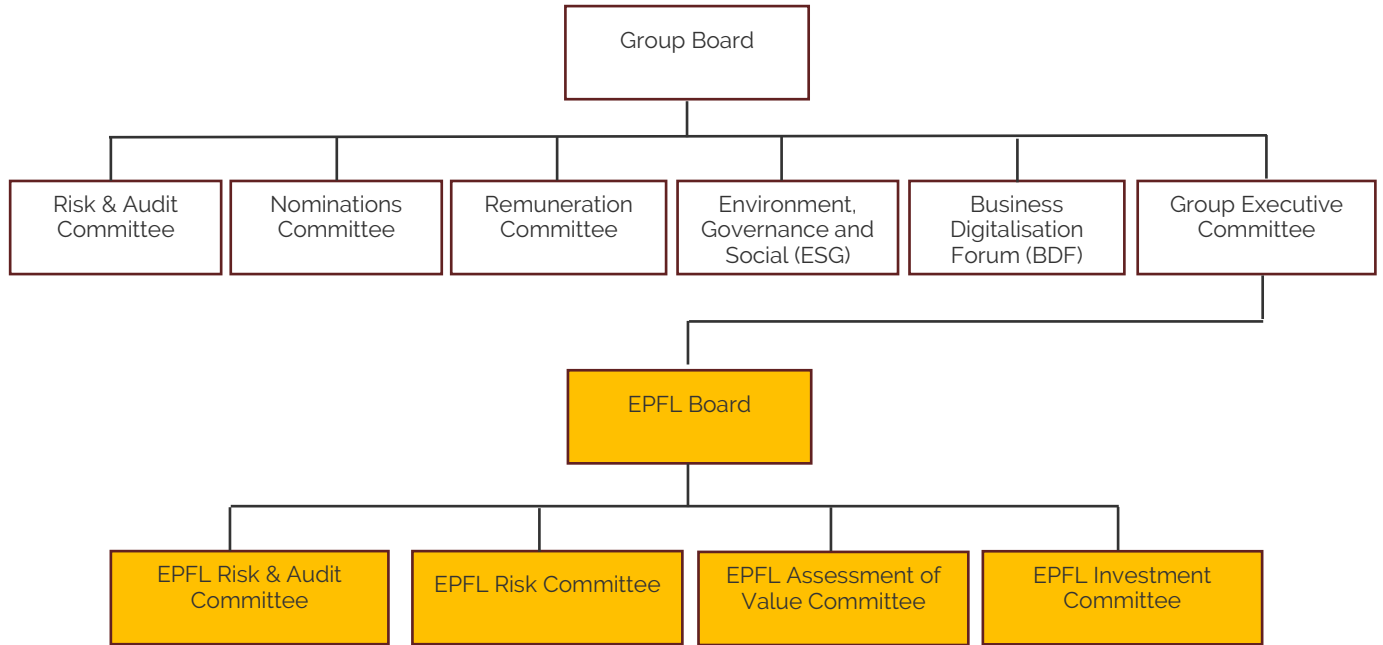 Group Board
Risk & Audit
Committee
Nominations
Committee
Remuneration
Committee
Environment,
Governance and
Social (ESG)
Business
Digitalisation
Forum (BDF)
Group Executive
Committee
EPFL Board
EPFL Risk & Audit
Committee
EPFL Risk Committee
EPFL Assessment of
Value Committee
EPFL Investment
Committee